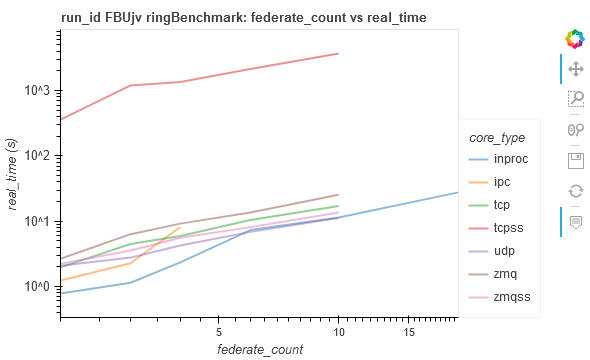 run_id FBUjv ringBenchmark: federate_count vs real_time
real_time (s)
10^3
10^2
10^1
10^0
5
10
15
federate_count
core_type
inproc
ipc
tcp
tcpss
udp
zmq
zmqss